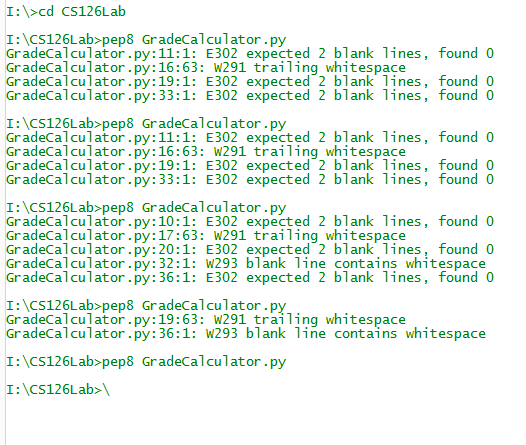 I:\>cd CS126Lab
I:\CS126Lab>pep8 GradeCalculator.py
GradeCalculator.py:11:1: E302 expected 2 blank lines, found 0
GradeCalculator.py:16:63: W291 trailing whitespace
GradeCalculator.py:19:1: E302 expected 2 blank lines, found 0
GradeCalculator.py:33:1: E302 expected 2 blank lines, found 0
I:\CS126Lab>pep8 GradeCalculator.py
GradeCalculator.py:11:1: E302 expected 2 blank lines, found 0
GradeCalculator.py:16:63: W291 trailing whitespace
GradeCalculator.py:19:1: E302 expected 2 blank lines, found 0
GradeCalculator.py:33:1: E302 expected 2 blank lines, found 0
I:\CS126Lab>pep8 GradeCalculator.py
GradeCalculator.py:10:1: E302 expected 2 blank lines, found 0
GradeCalculator.py:17:63: W291 trailing whitespace
GradeCalculator.py:20:1: E302 expected 2 blank lines, found 0
GradeCalculator.py:32:1: W293 blank line contains whitespace
GradeCalculator.py:36:1: E302 expected 2 blank lines, found 0
I:\CS126Lab>pep8 GradeCalculator.py
GradeCalculator.py:19:63: W291 trailing whitespace
GradeCalculator.py:36:1: W293 blank line contains whitespace
I:\CS126Lab>pep8 GradeCalculator.py
I:\CS126Lab>\